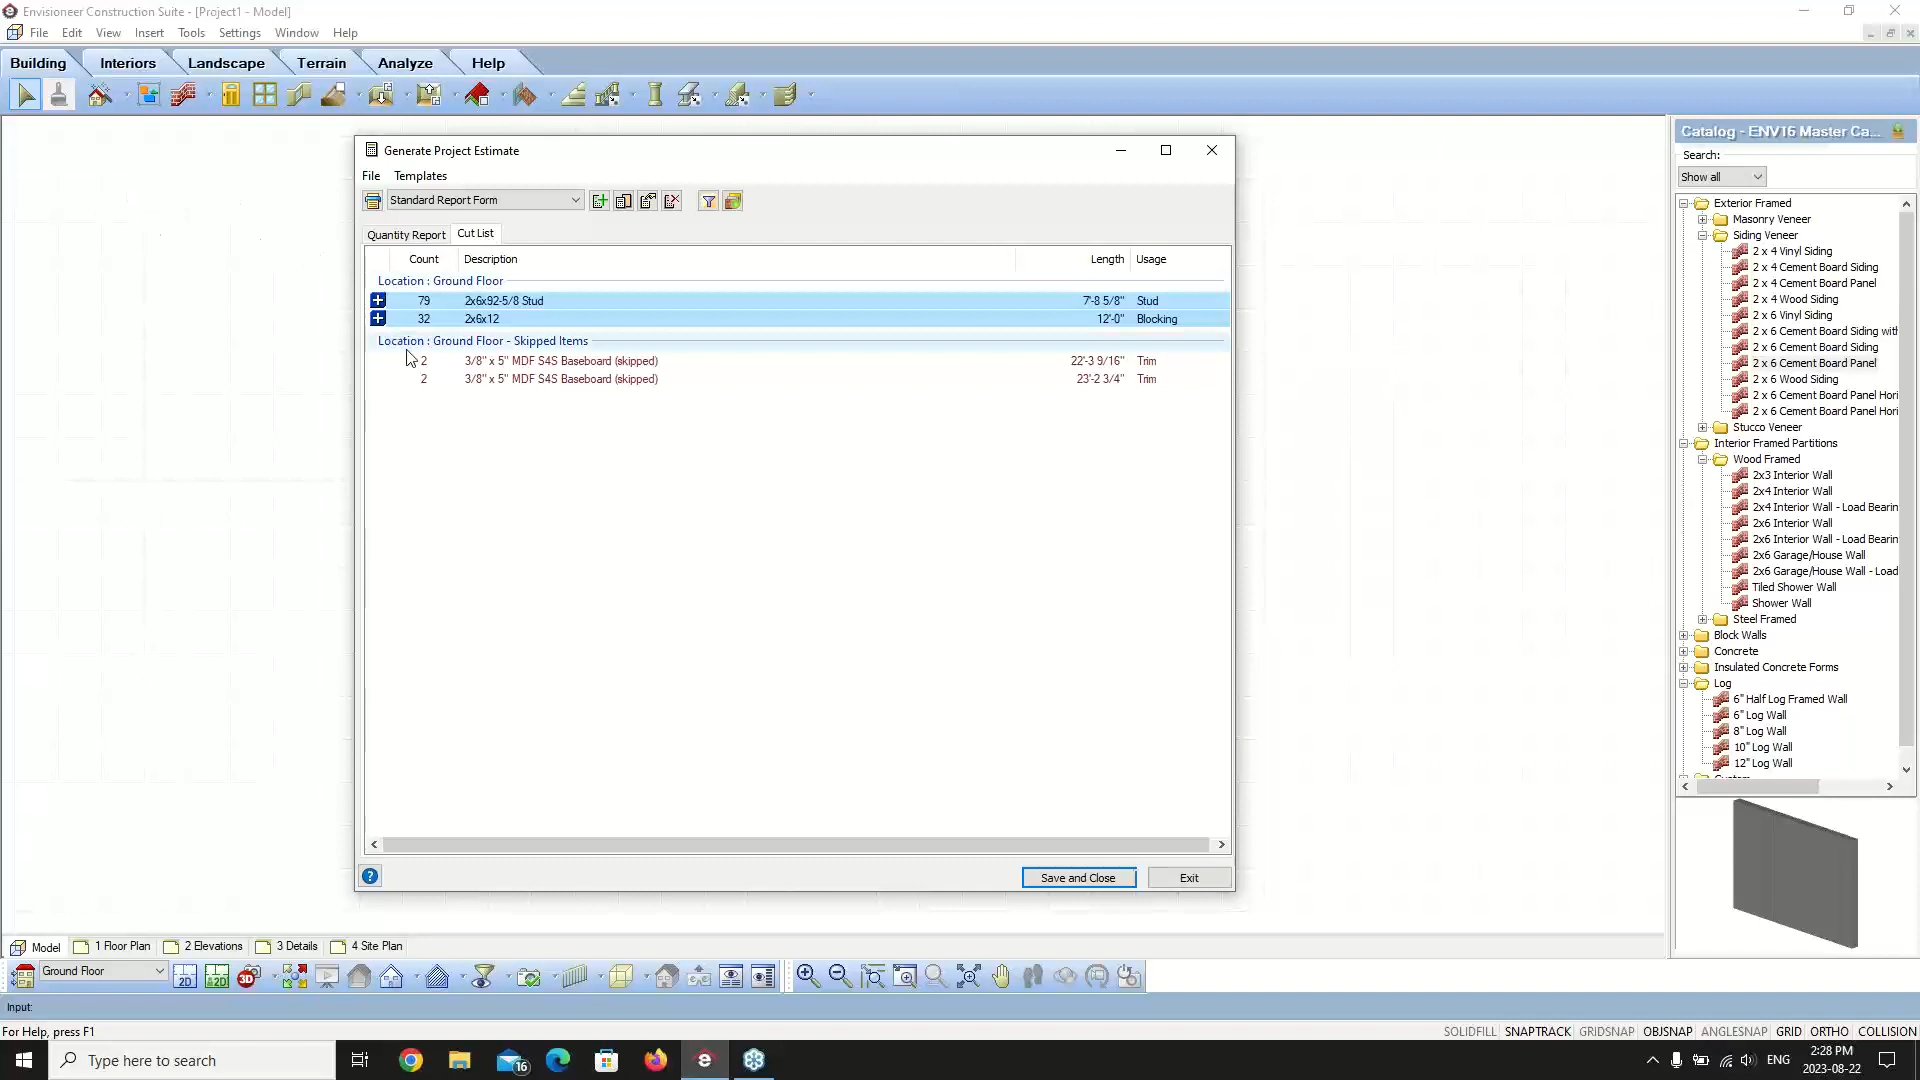 Envisioneer Construction Suite - [Project1 - Model]
File Edit View Insert Tools Settings Window Help
Building Interiors Landscape Terrain Analyze Help
Catalog - ENV16 Master Ca...
Search:
Show all
Generate Project Estimate
File Templates
Standard Report Form
Quantity Report Cut List
Count Description Length Usage
Location : Ground Floor
79 2x6x92-5/8 Stud 7'-8 5/8" Stud
32 2x6x12 12'-0" Blocking
Location : Ground Floor - Skipped Items
2 3/8" x 5" MDF S4S Baseboard (skipped) 22'-3 9/16" Trim
2 3/8" x 5" MDF S4S Baseboard (skipped) 23'-2 3/4" Trim
Save and Close Exit
Exterior Framed
Masonry Veneer
Siding Veneer
2 x 4 Vinyl Siding
2 x 4 Cement Board Siding
2 x 4 Cement Board Panel
2 x 4 Wood Siding
2 x 6 Vinyl Siding
2 x 6 Cement Board Siding with
2 x 6 Cement Board Siding
2 x 6 Cement Board Panel
2 x 6 Wood Siding
2 x 6 Cement Board Panel Hori
2 x 6 Cement Board Panel Hori
Stucco Veneer
Interior Framed Partitions
Wood Framed
2x3 Interior Wall
2x4 Interior Wall
2x4 Interior Wall - Load Bearin
2x6 Interior Wall
2x6 Interior Wall - Load Bearin
2x6 Garage/House Wall
2x6 Garage/House Wall - Load
Tiled Shower Wall
Shower Wall
Steel Framed
Block Walls
Concrete
Insulated Concrete Forms
Log
6" Half Log Framed Wall
6" Log Wall
8" Log Wall
10" Log Wall
12" Log Wall
Model 1 Floor Plan 2 Elevations 3 Details 4 Site Plan
Ground Floor 2D 2D 3D
Input:
For Help, press F1
SOLIDFILL SNAPTRACK GRIDSNAP OBJSNAP ANGLESNAP GRID ORTHO COLLISION
Type here to search
16
ENG
2:28 PM
2023-08-22